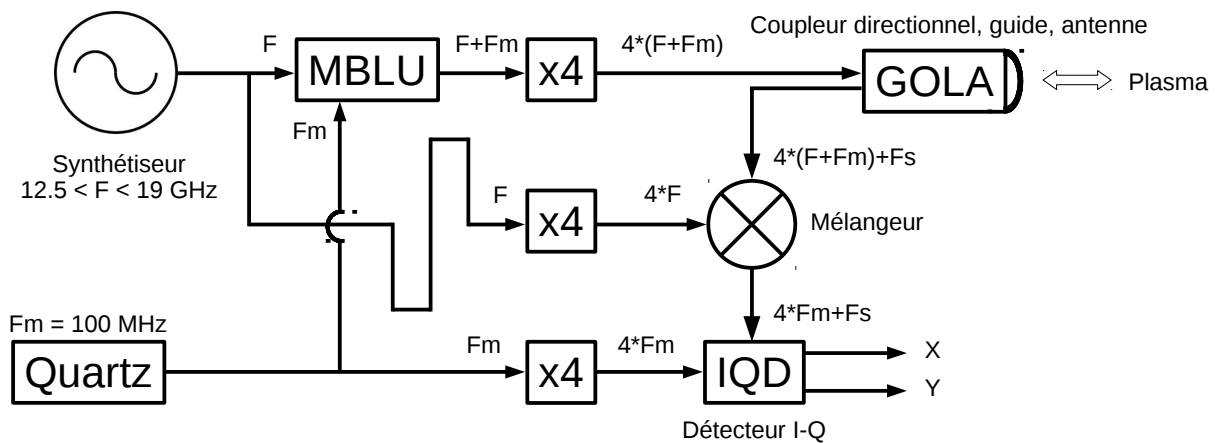 Coupleur directionnel, guide, antenne
F
MBLU
F+Fm
x4
4*(F+Fm)
GOLA
Plasma
Fm
Synthétiseur
12.5 < F < 19 GHz
4*(F+Fm)+Fs
F
x4
4*F
Mélangeur
4*Fm+Fs
Fm = 100 MHz
Quartz
Fm
x4
4*Fm
IQD
X
Y
Détecteur I-Q